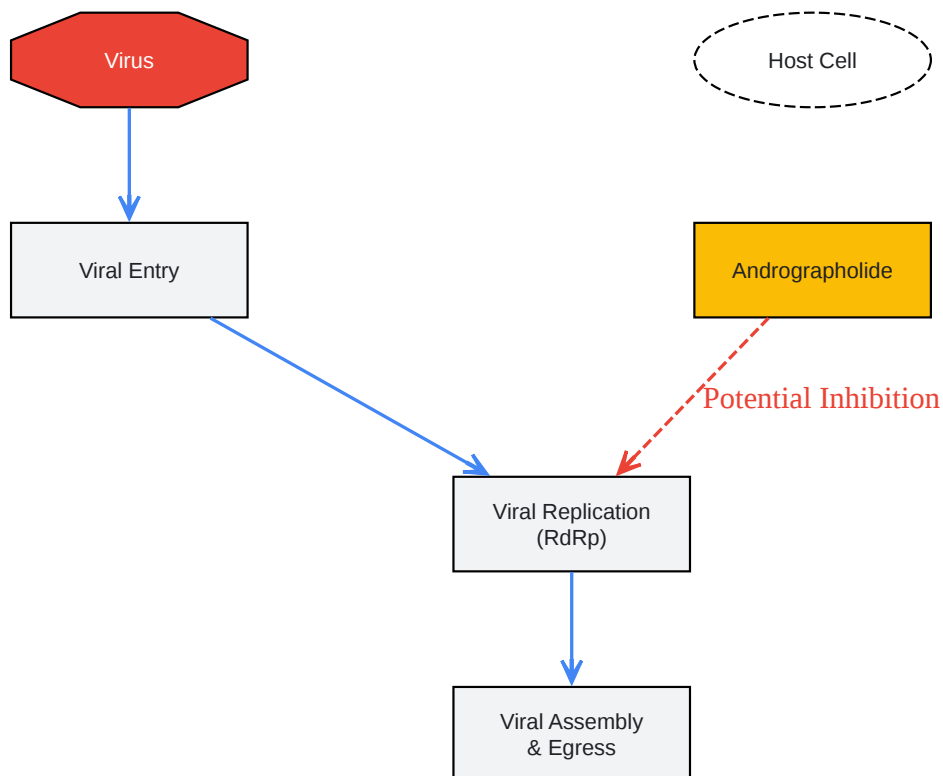 Virus
Host Cell
Viral Entry
Andrographolide
Potential Inhibition
Viral Replication
(RdRp)
Viral Assembly
& Egress